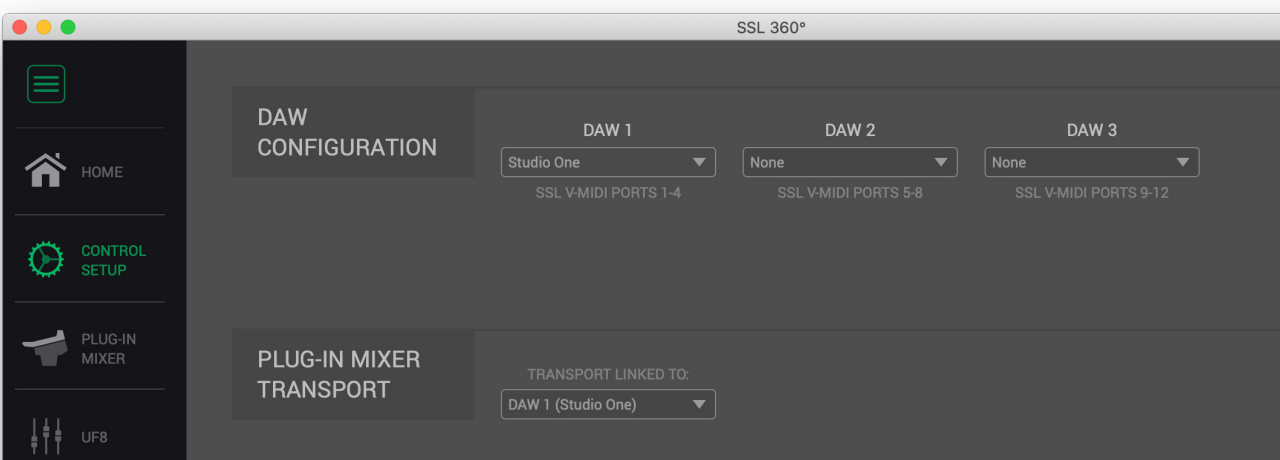 SSL 360°
HOME
CONTROL
SETUP
PLUG-IN
MIXER
UF8
DAW
CONFIGURATION
DAW 1
DAW 2
DAW 3
Studio One
None
None
SSL V-MIDI PORTS 1-4
SSL V-MIDI PORTS 5-8
SSL V-MIDI PORTS 9-12
PLUG-IN MIXER
TRANSPORT
TRANSPORT LINKED TO:
DAW 1 (Studio One)